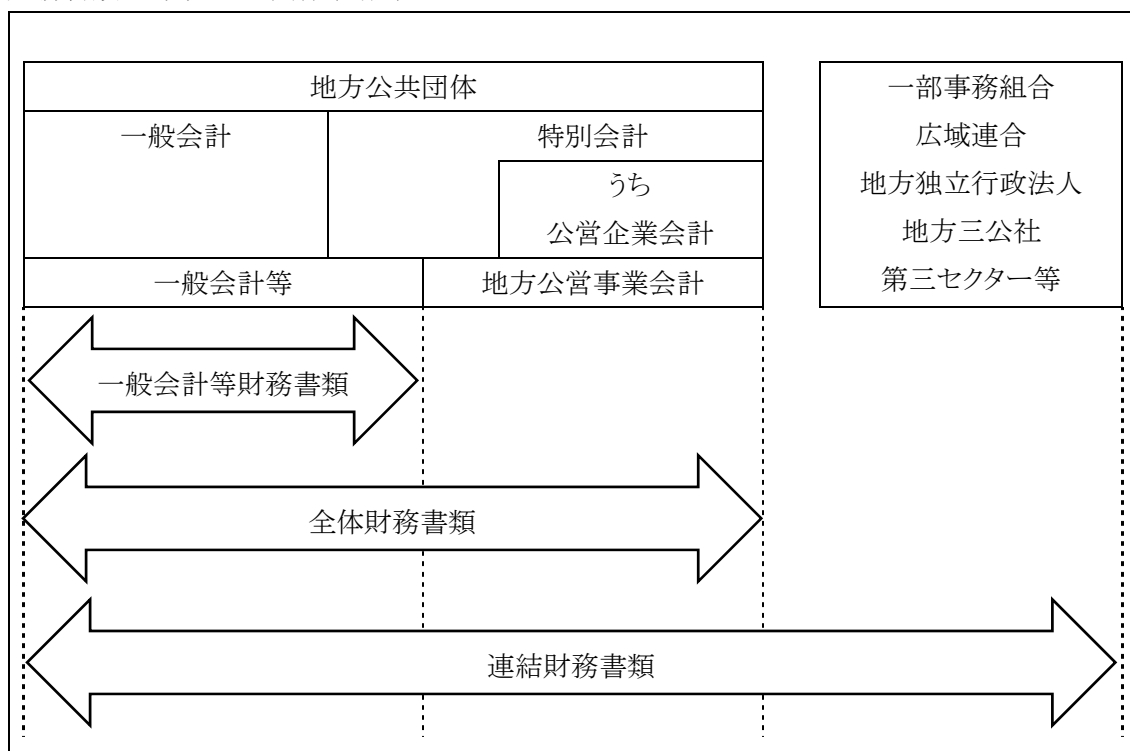 地方公共団体
一般会計
特別会計
うち
公営企業会計
一般会計等
地方公営事業会計
一部事務組合
広域連合
地方独立行政法人
地方三公社
第三セクター等
一般会計等財務書類
全体財務書類
連結財務書類